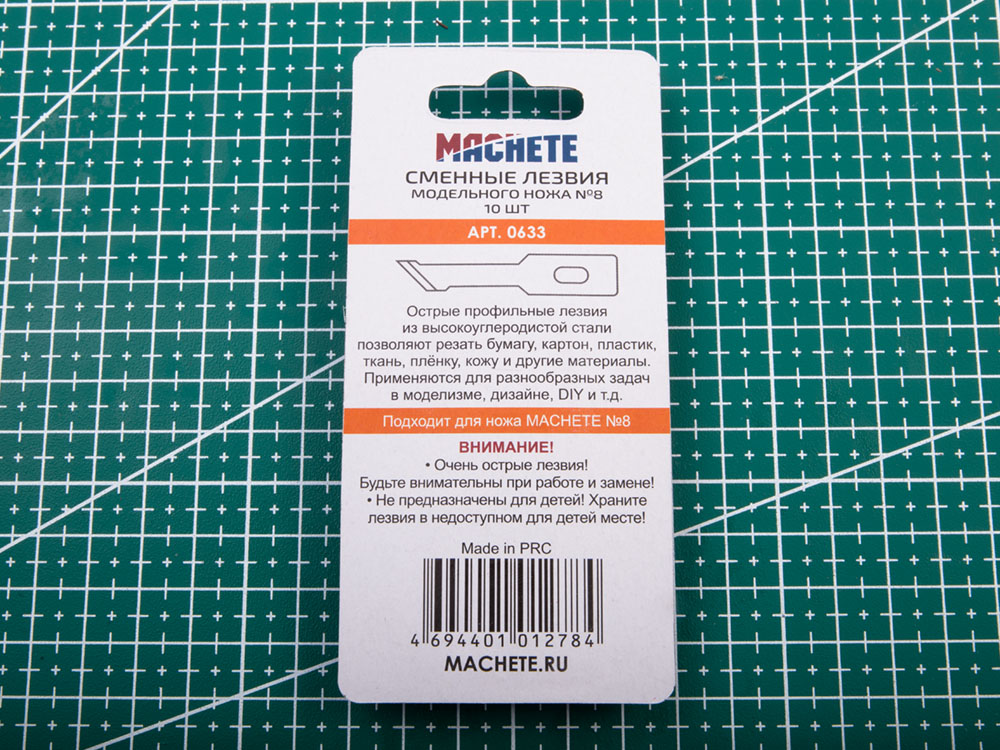 MACHETE
СМЕННЫЕ ЛЕЗВИЯ
МОДЕЛЬНОГО НОЖА №8
10 ШТ
АРТ. 0633
Острые профильные лезвия
из высокоуглеродистой стали
позволяют резать бумагу, картон, пластик,
ткань, плёнку, кожу и другие материалы.
Применяются для разнообразных задач
в моделизме, дизайне, DIY и т.д.
Подходит для ножа MACHETE №8
ВНИМАНИЕ!
• Очень острые лезвия!
Будьте внимательны при работе и замене!
• Не предназначены для детей! Храните
лезвия в недоступном для детей месте!
Made in PRC
4 694401 012784
MACHETE.RU